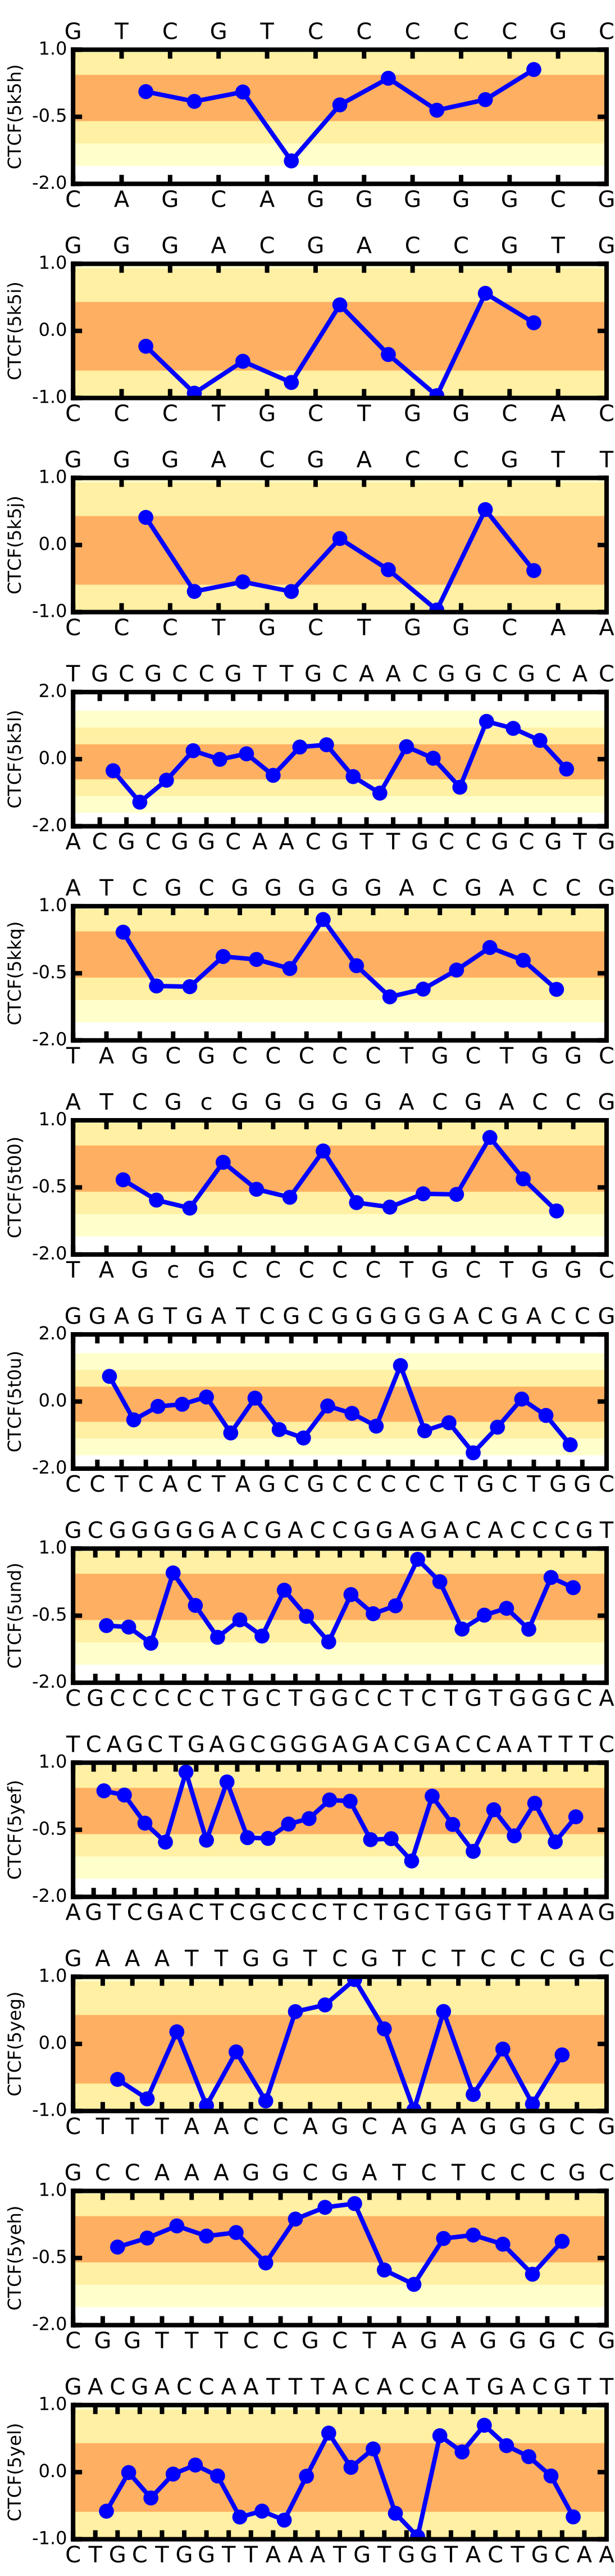 G T C G T C C C C C G C
1.0
CTCF(5k5h)
-0.5
-2.0
C A G C A G G G G G C G
G G G A C G A C C G T G
1.0
CTCF(5k5i)
0.0
-1.0
C C C T G C T G G C A C
G G G A C G A C C G T T
1.0
CTCF(5k5j)
0.0
-1.0
C C C T G C T G G C A A
T G C G C C G T T G C A A C G G C G C A C
2.0
CTCF(5k5l)
0.0
-2.0
A C G C G G C A A C G T T G C C G C G T G
A T C G C G G G G G A C G A C C G
1.0
CTCF(5kkq)
-0.5
-2.0
T A G C G C C C C C T G C T G G C
A T C G c G G G G G A C G A C C G
1.0
CTCF(5t00)
-0.5
-2.0
T A G c G C C C C C T G C T G G C
G G A G T G A T C G C G G G G G A C G A C C G
2.0
CTCF(5t0u)
0.0
-2.0
C C T C A C T A G C G C C C C C T G C T G G C
G C G G G G G A C G A C C G G A G A C A C C C G T
1.0
CTCF(5und)
-0.5
-2.0
C G C C C C C T G C T G G C C T C T G T G G G C A
T C A G C T G A G C G G G A G A C G A C C A A T T T C
1.0
CTCF(5yef)
-0.5
-2.0
A G T C G A C T C G C C C T C T G C T G G T T A A A G
G A A A T T G G T C G T C T C C C G C
1.0
CTCF(5yeg)
0.0
-1.0
C T T T A A C C A G C A G A G G G C G
G C C A A A G G C G A T C T C C C G C
1.0
CTCF(5yeh)
-0.5
-2.0
C G G T T T C C G C T A G A G G G C G
G A C G A C C A A T T T A C A C C A T G A C G T T
1.0
CTCF(5yel)
0.0
-1.0
C T G C T G G T T A A A T G T G G T A C T G C A A